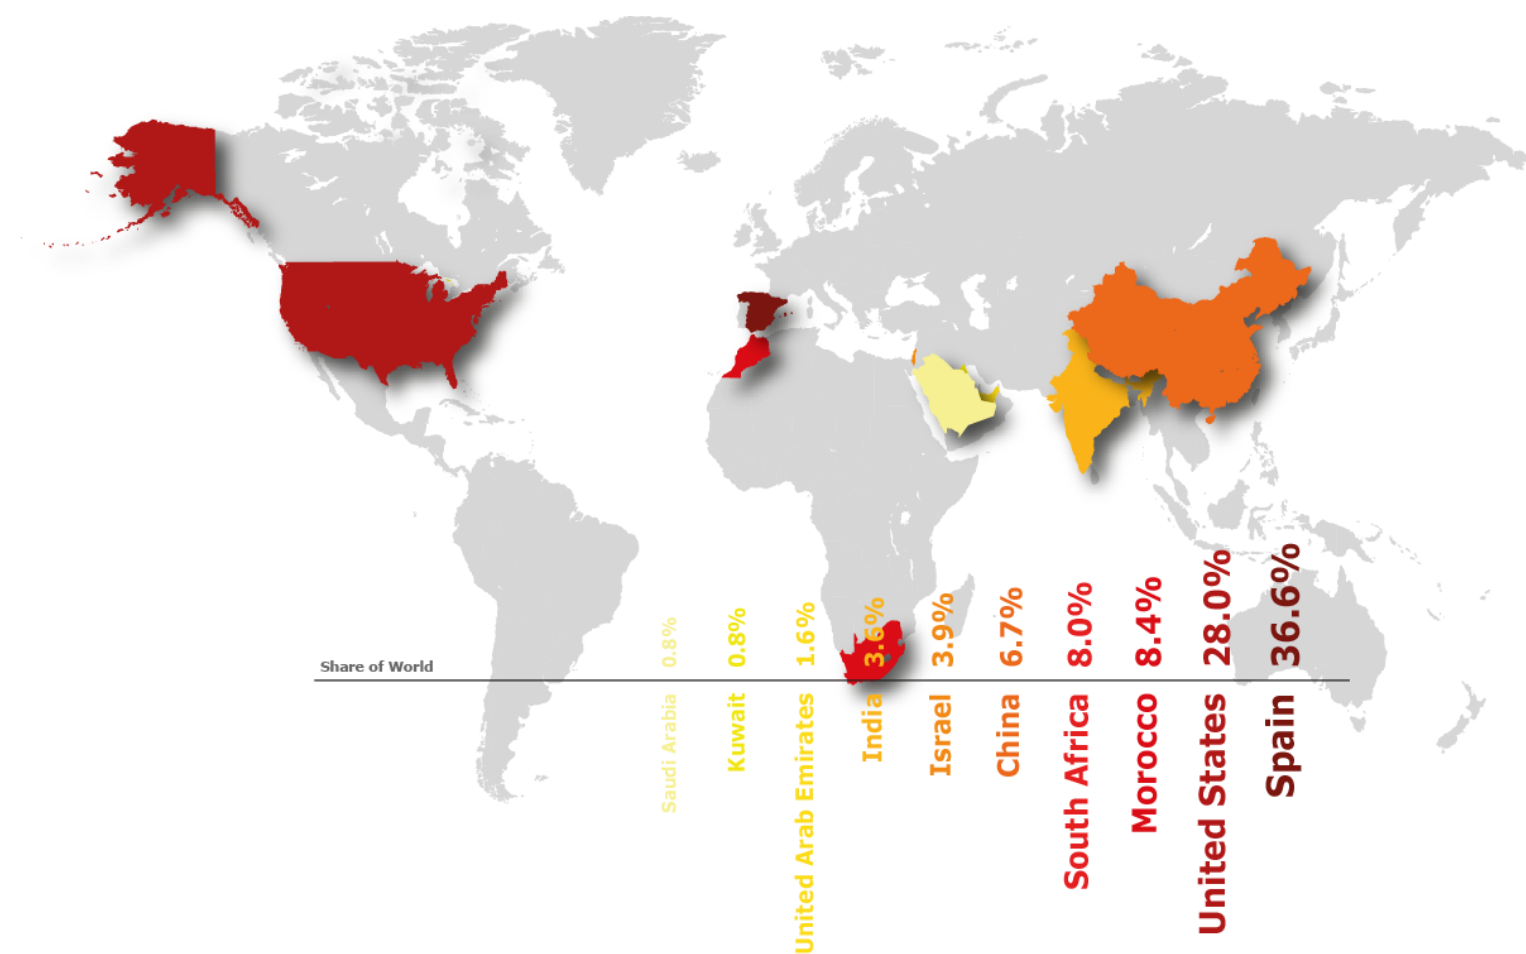 Share of World
0.8%
0.8%
1.6%
3.6%
3.9%
6.7%
8.0%
8.4%
28.0%
36.6%
Saudi Arabia
Kuwait
United Arab Emirates
India
Israel
China
South Africa
Morocco
United States
Spain